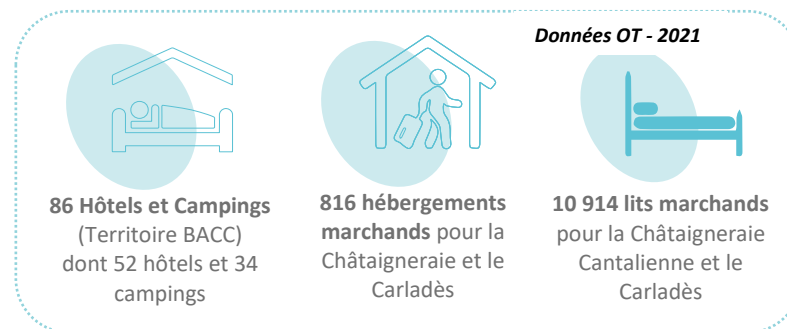 Données OT - 2021
86 Hôtels et Campings
(Territoire BACC)
dont 52 hôtels et 34
campings
816 hébergements
marchands pour la
Châtaigneraie et le
Carladès
10 914 lits marchands
pour la Châtaigneraie
Cantalienne et le
Carladès